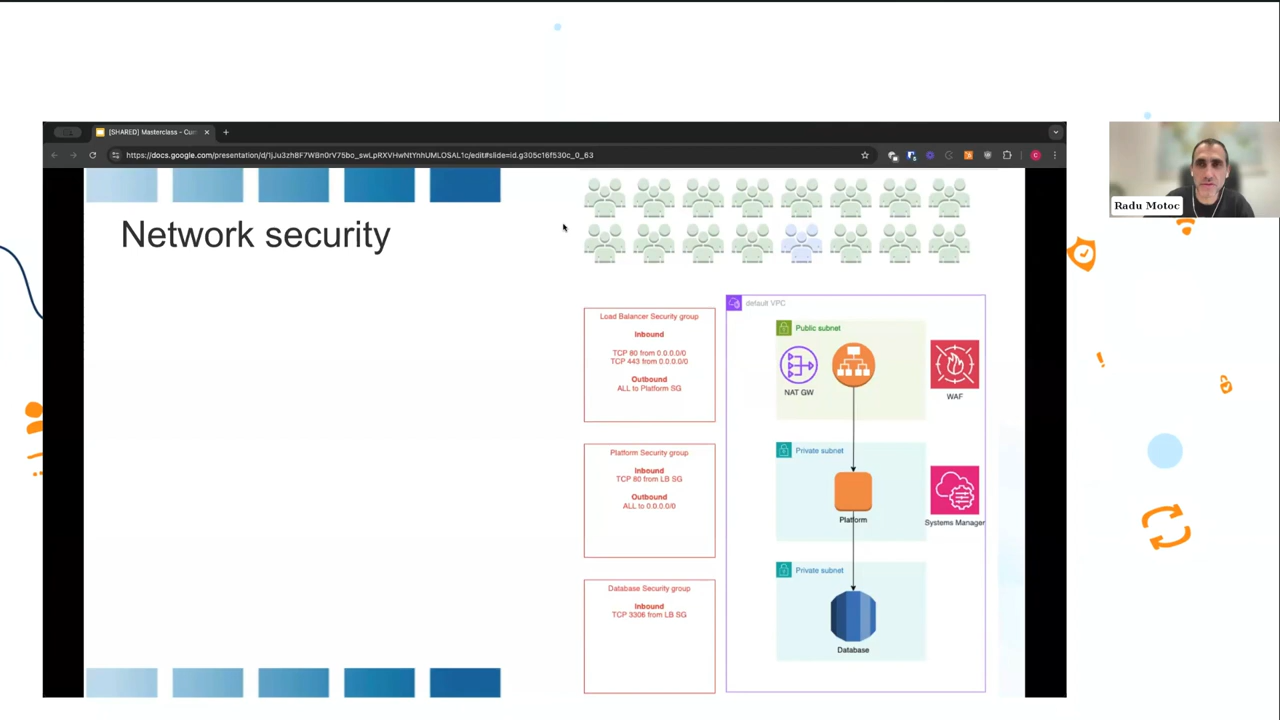 [SHARED] Masterclass - Cus
https://docs.google.com/presentation/d/1jJu3zh8F7WBn0rV75bo_swLpRXVHwNtYnhUMLOSAL1c/edit#slide=id.g305c16f530c_0_63
Radu Motoc
Network security
Load Balancer Security group
Inbound
TCP 80 from 0.0.0.0/0
TCP 443 from 0.0.0.0/0
Outbound
ALL to Platform SG
Platform Security group
Inbound
TCP 80 from LB SG
Outbound
ALL to 0.0.0.0/0
Database Security group
Inbound
TCP 3306 from LB SG
default VPC
Public subnet
NAT GW
WAF
Private subnet
Platform
Systems Manager
Private subnet
Database